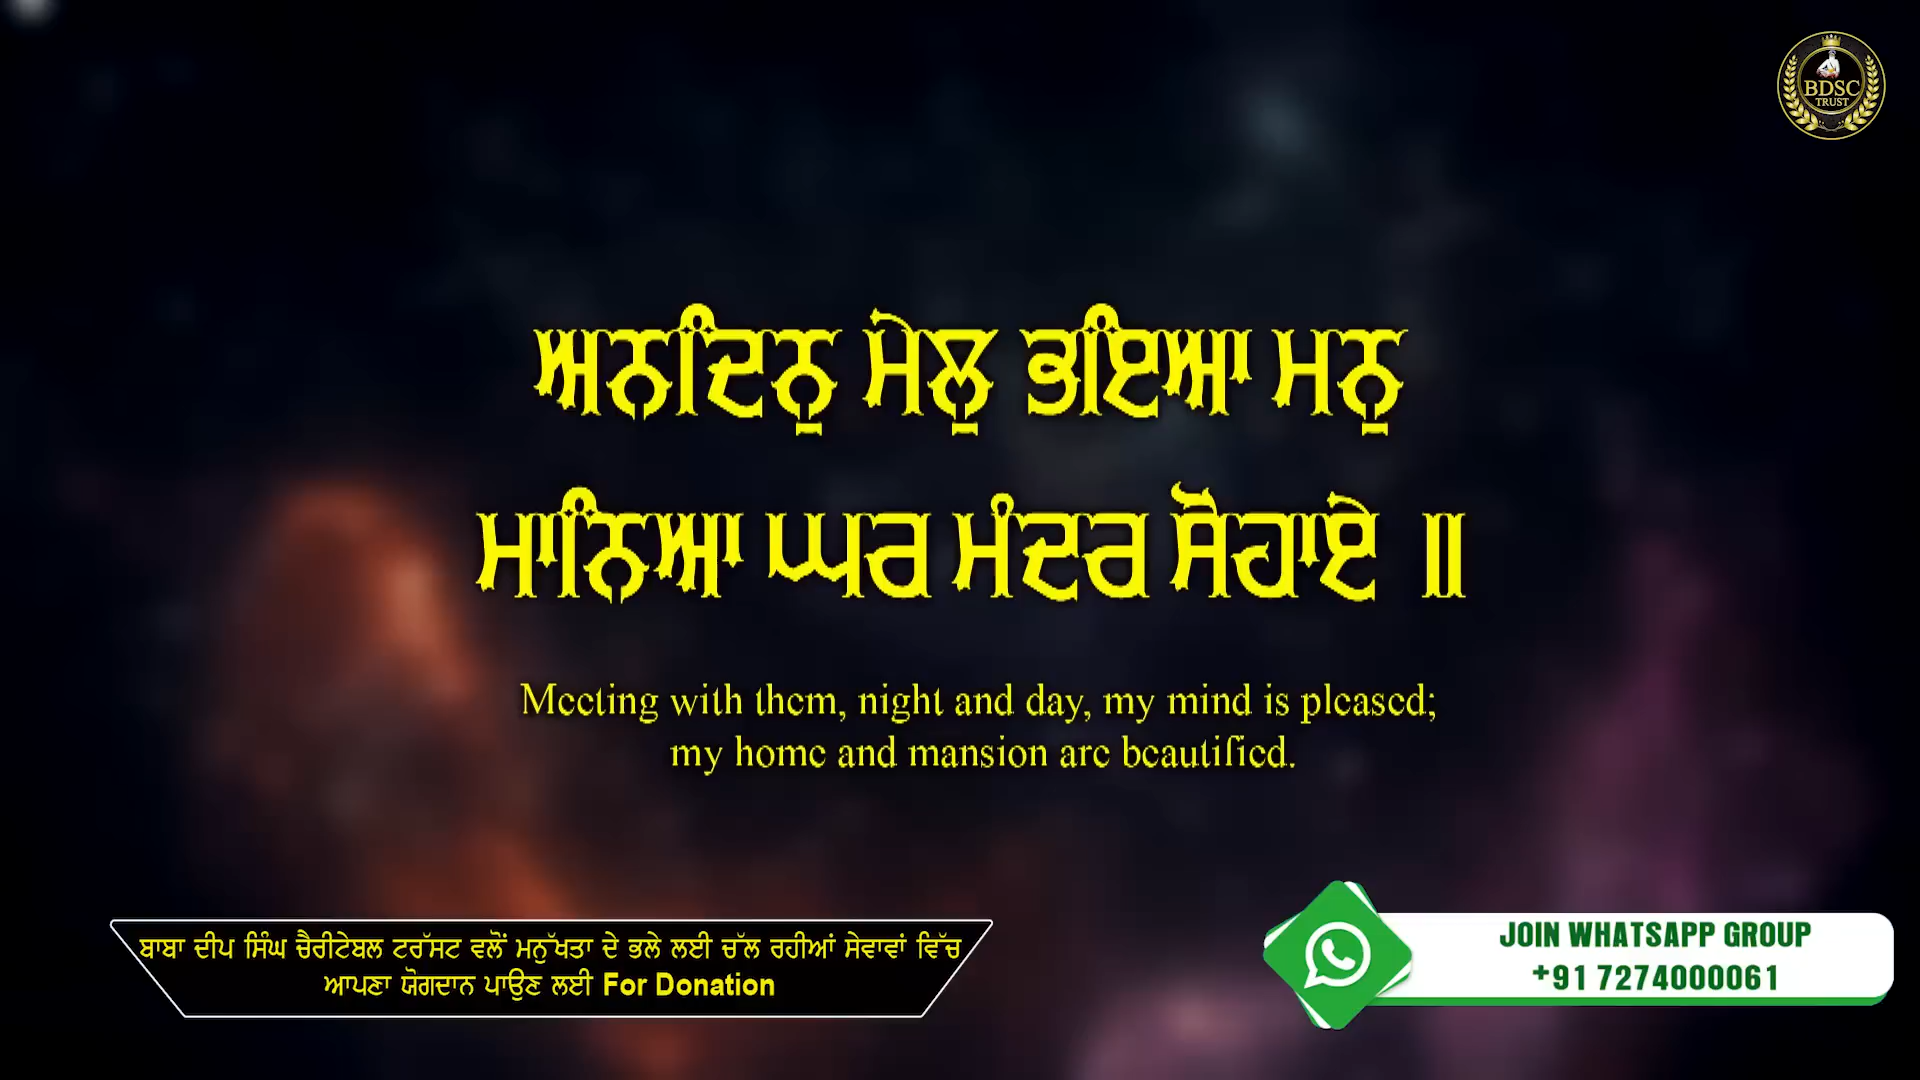 BDSC
TRUST
ਅਨਦਿਨੁ ਮੇਲੁ ਭਇਆ ਮਨੁ
ਮਾਨਿਆ ਘਰ ਮੰਦਰ ਸੋਹਾਏ ॥
Meeting with them, night and day, my mind is pleased;
my home and mansion are beautified.
ਬਾਬਾ ਦੀਪ ਸਿੰਘ ਚੈਰੀਟੇਬਲ ਟਰੱਸਟ ਵਲੋਂ ਮਨੁੱਖਤਾ ਦੇ ਭਲੇ ਲਈ ਚੱਲ ਰਹੀਆਂ ਸੇਵਾਵਾਂ ਵਿੱਚ
ਆਪਣਾ ਯੋਗਦਾਨ ਪਾਉਣ ਲਈ For Donation
JOIN WHATSAPP GROUP
+91 7274000061